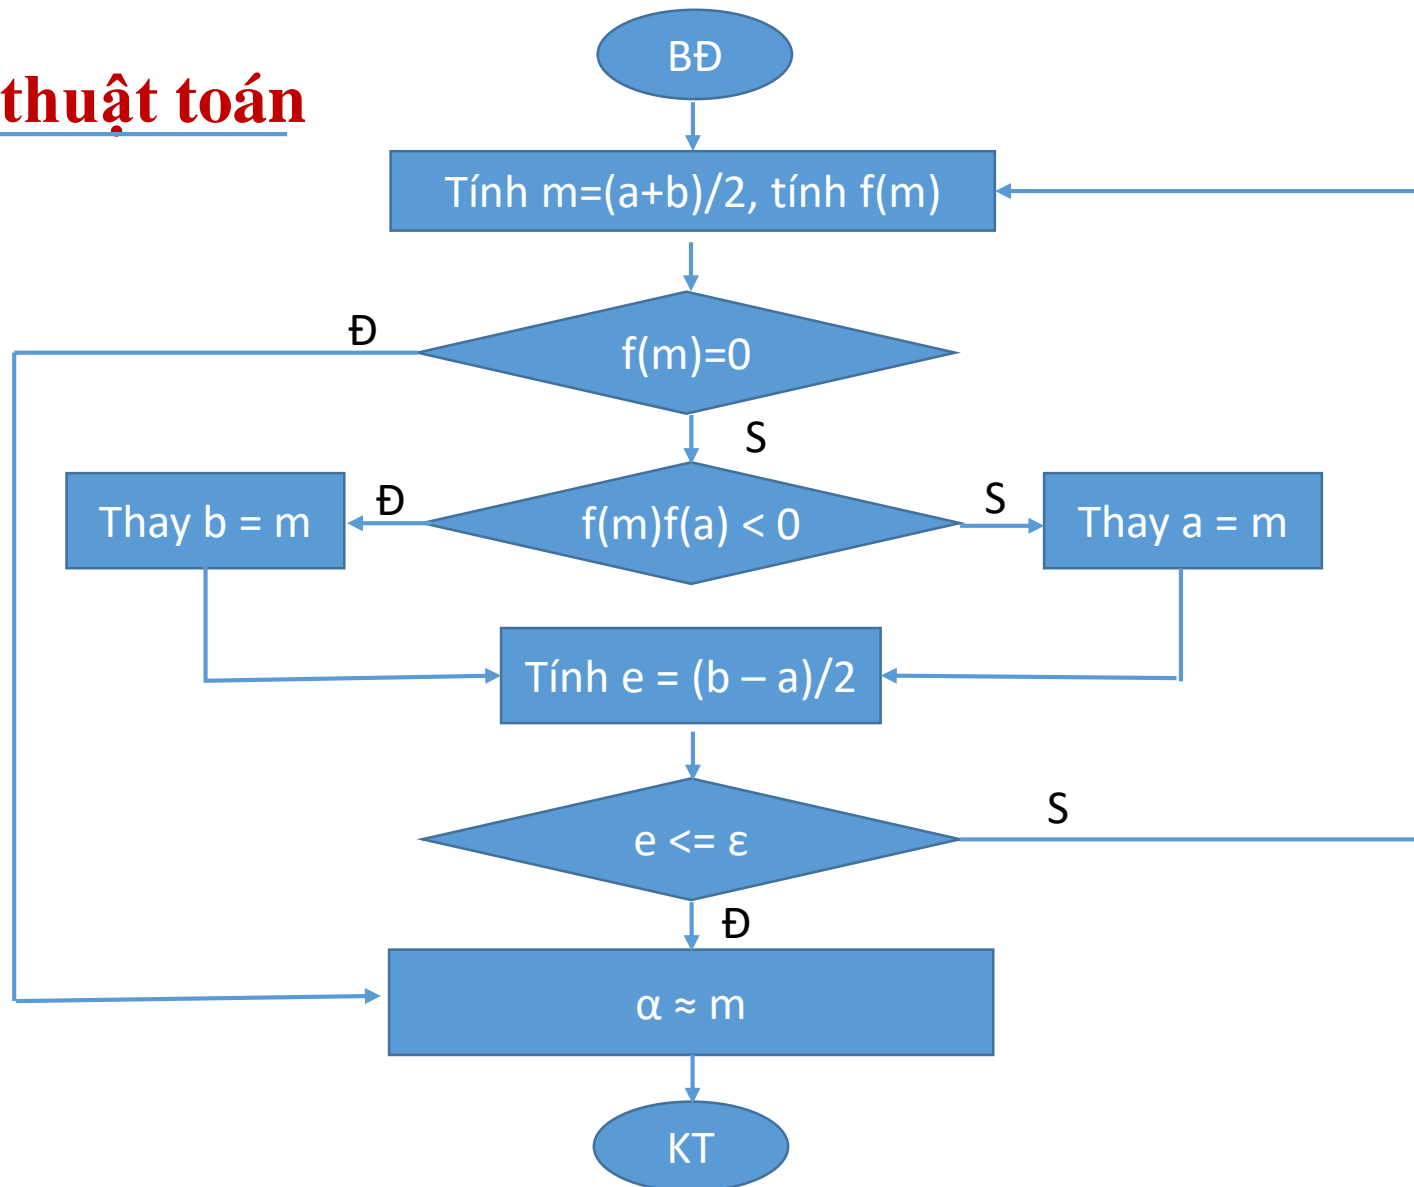 BĐ
thuật toán
Tính m=(a+b)/2, tính f(m)
Đ
f(m)=0
S
Thay b = m
Đ
f(m)f(a) < 0
S
Thay a = m
Tính e = (b – a)/2
e <= ε
S
Đ
α ≈ m
KT